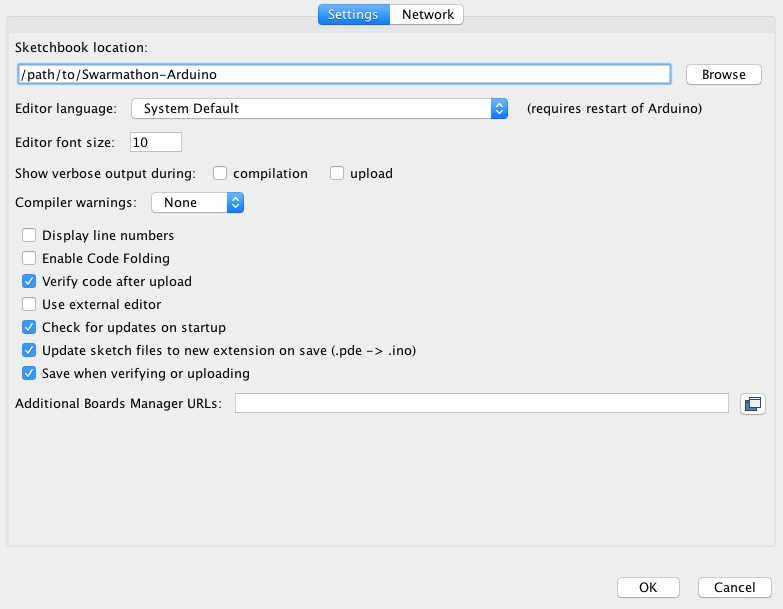 Settings Network
Sketchbook location:
/path/to/Swarmathon-Arduino Browse
Editor language: System Default (requires restart of Arduino)
Editor font size: 10
Show verbose output during: compilation upload
Compiler warnings: None
Display line numbers
Enable Code Folding
Verify code after upload
Use external editor
Check for updates on startup
Update sketch files to new extension on save (.pde -> .ino)
Save when verifying or uploading
Additional Boards Manager URLs:
OK Cancel